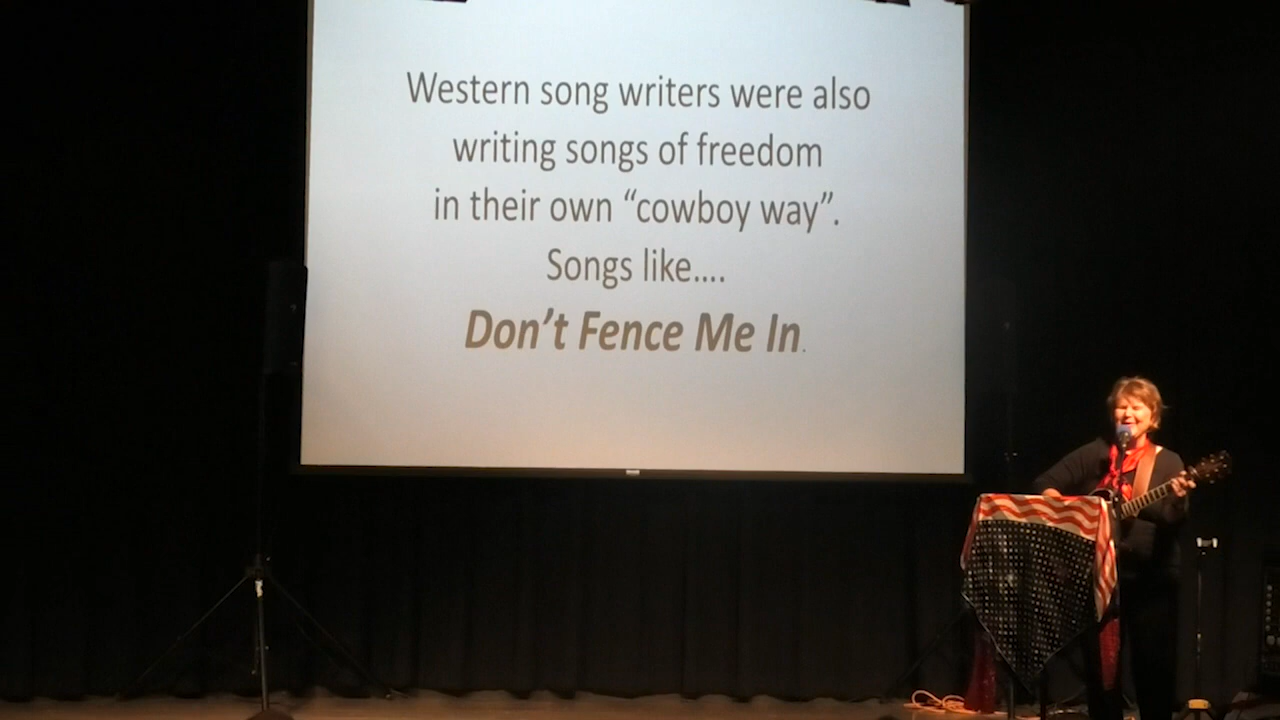 Western song writers were also
writing songs of freedom
in their own “cowboy way”.
Songs like....
Don’t Fence Me In.